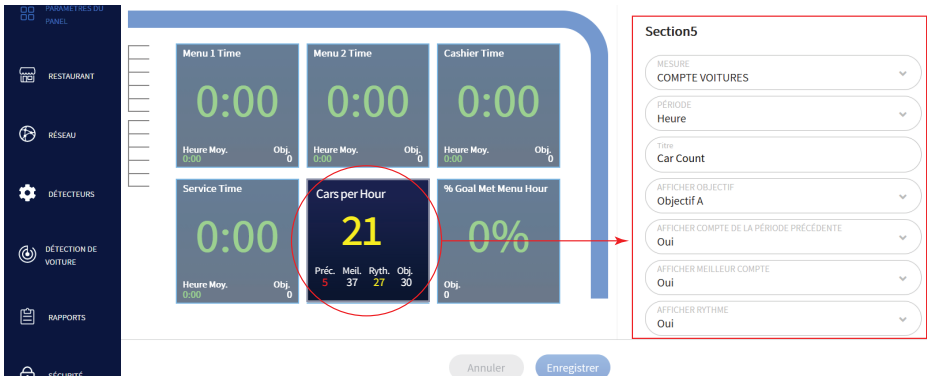 PARAMÈTRES DU
PANEL
RESTAURANT
RÉSEAU
DÉTECTEURS
DÉTECTION DE
VOITURE
RAPPORTS
SÉCURITÉ
Menu 1 Time
0:00
Heure Moy. Obj.
0:00 0
Menu 2 Time
0:00
Heure Moy. Obj.
0:00 0
Cashier Time
0:00
Heure Moy. Obj.
0:00 0
Service Time
0:00
Heure Moy. Obj.
0:00 0
Cars per Hour
21
Préc. Meil. Ryth. Obj.
5 37 27 30
% Goal Met Menu Hour
0%
Obj.
0
Section5
MESURE
COMPTE VOITURES
PÉRIODE
Heure
Titre
Car Count
AFFICHER OBJECTIF
Objectif A
AFFICHER COMPTE DE LA PÉRIODE PRÉCÉDENTE
Oui
AFFICHER MEILLEUR COMPTE
Oui
AFFICHER RYTHME
Oui
Annuler
Enregistrer